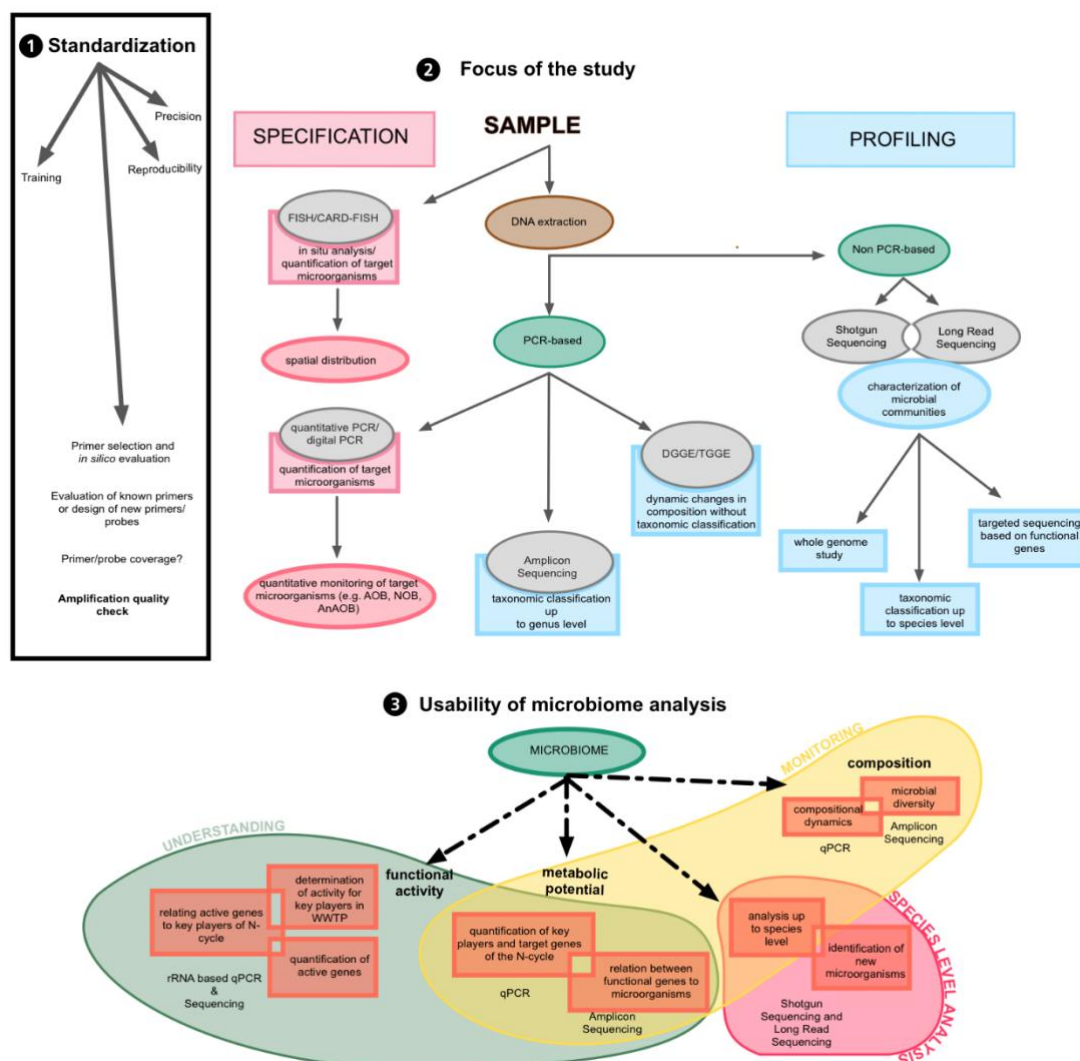 1 Standardization
Precision
Reproducibility
Training
Primer selection and
in silico evaluation
Evaluation of known primers
or design of new primers/
probes
Primer/probe coverage?
Amplification quality
check
2 Focus of the study
SPECIFICATION
SAMPLE
PROFILING
FISH/CARD-FISH
in situ analysis/
quantification of target
microorganisms
spatial distribution
DNA extraction
Non PCR-based
PCR-based
Shotgun
Sequencing
Long Read
Sequencing
characterization of
microbial
communities
quantitative PCR/
digital PCR
quantification of target
microorganisms
DGGE/TGGE
dynamic changes in
composition without
taxonomic classification
quantitative monitoring of target
microorganisms (e.g. AOB, NOB,
AnAOB)
Amplicon
Sequencing
taxonomic classification
up
to genus level
whole genome
study
taxonomic
classification up
to species level
targeted sequencing
based on functional
genes
3 Usability of microbiome analysis
MICROBIOME
MONITORING
composition
microbial
diversity
compositional
dynamics
Amplicon
Sequencing
qPCR
UNDERSTANDING
functional
activity
metabolic
potential
determination of
activity for
key players in
WWTP
relating active genes
to key players of N-
cycle
quantification of
active genes
rRNA based qPCR
&
Sequencing
quantification of key
players and target genes
of the N-cycle
qPCR
relation between
functional genes to
microorganisms
Amplicon
Sequencing
analysis up
to species
level
identification of
new
microorganisms
Shotgun
Sequencing and
Long Read
Sequencing
SPECIES LEVEL ANALYSIS